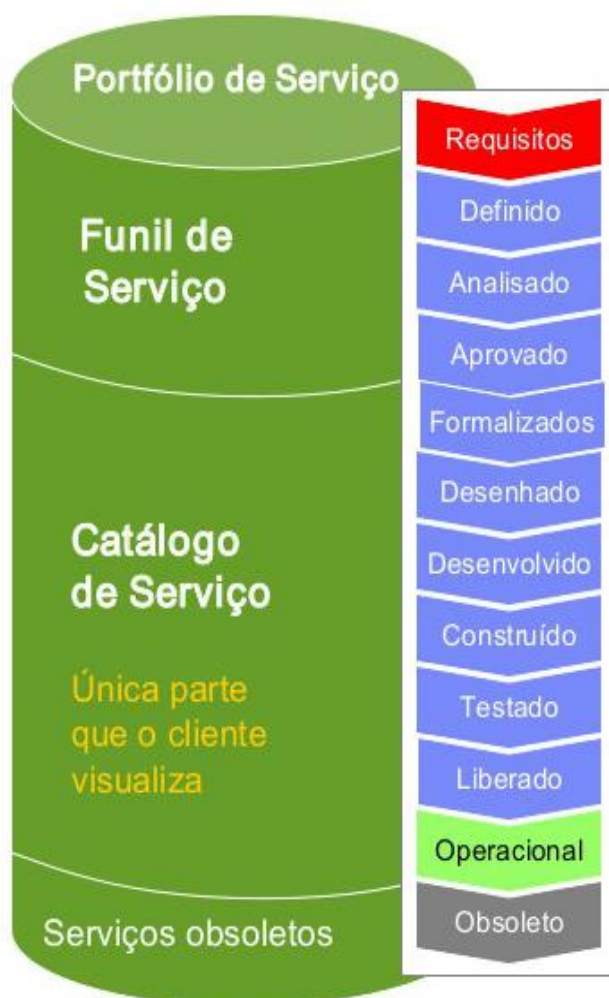 Portfólio de Serviço
Funil de
Serviço
Catálogo
de Serviço
Única parte
que o cliente
visualiza
Serviços obsoletos
Requisitos
Definido
Analisado
Aprovado
Formalizados
Desenhado
Desenvolvido
Construído
Testado
Liberado
Operacional
Obsoleto